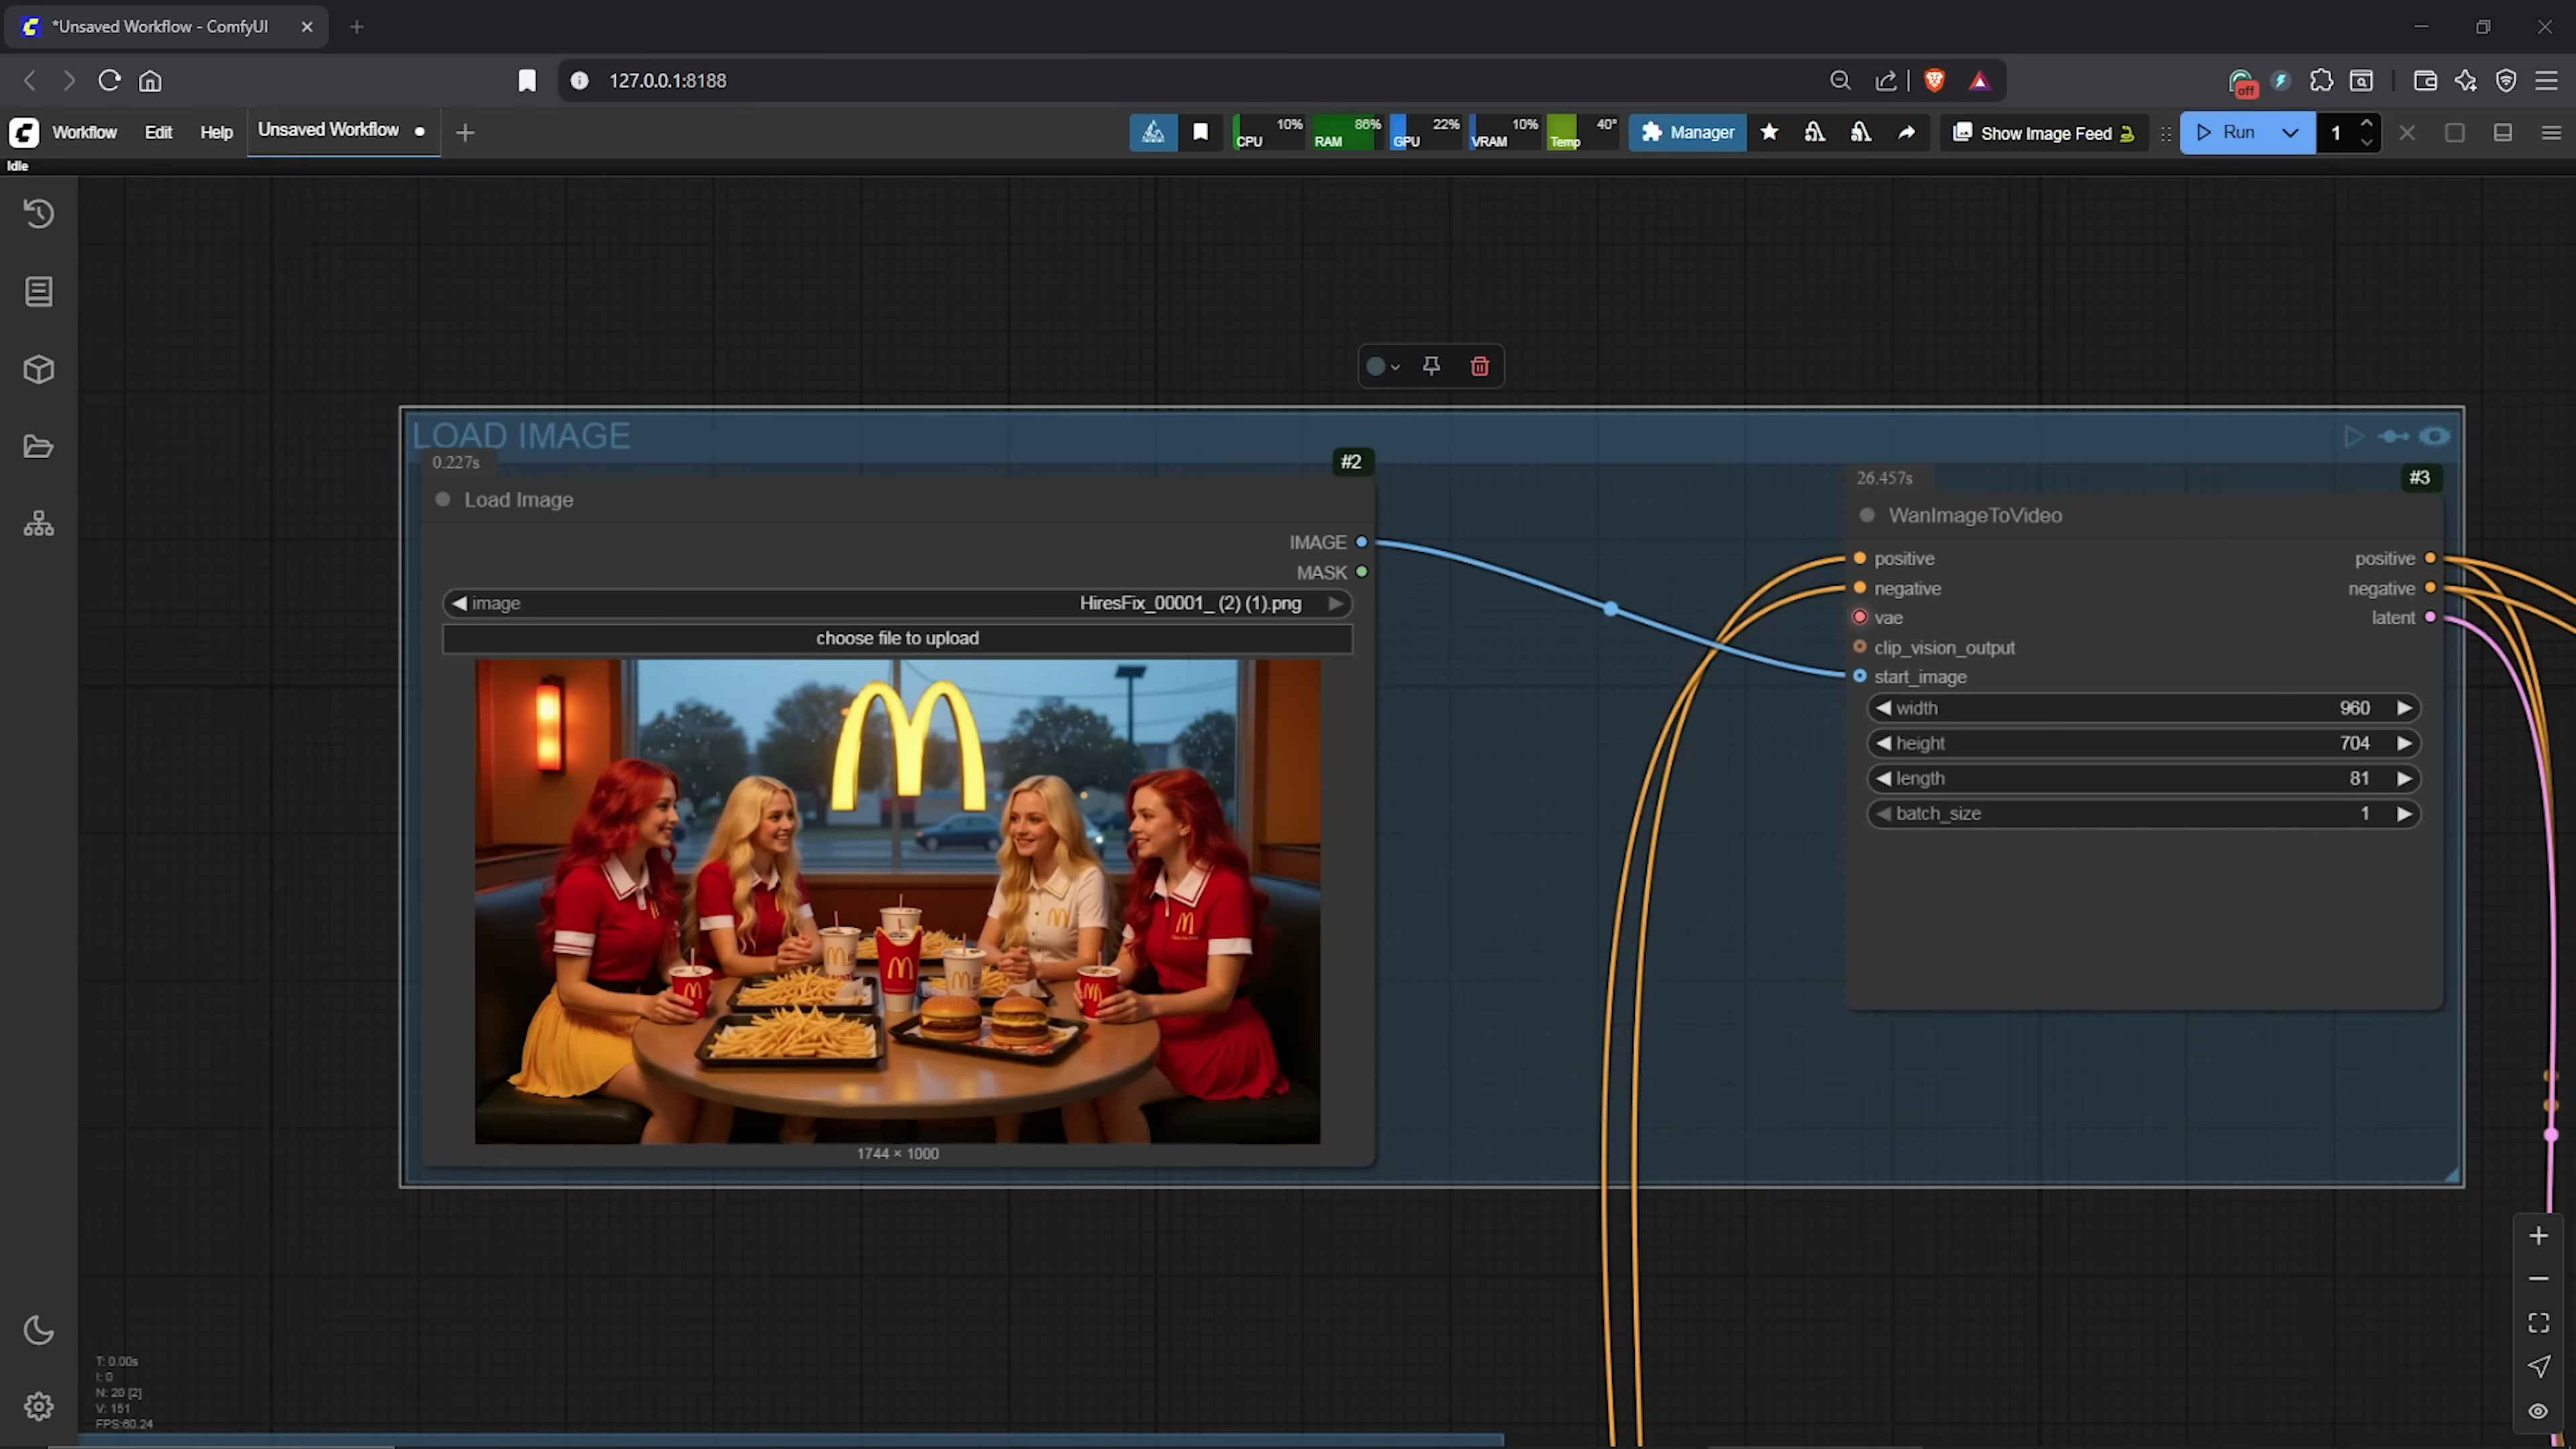 *Unsaved Workflow - ComfyUI
127.0.0.1:8188
off
Workflow Edit Help Unsaved Workflow
CPU 10% RAM 86% GPU 22% VRAM 10% Temp 40°
Manager Show Image Feed Run 1
Idle
LOAD IMAGE
0.227s #2
Load Image
IMAGE
MASK
image HiresFix_00001_ (2) (1).png
choose file to upload
1744 × 1000
26.457s #3
WanImageToVideo
positive positive
negative negative
vae latent
clip_vision_output
start_image
width 960
height 704
length 81
batch_size 1
T: 0.00s
I: 0
N: 20 [2]
V: 151
FPS:60.24